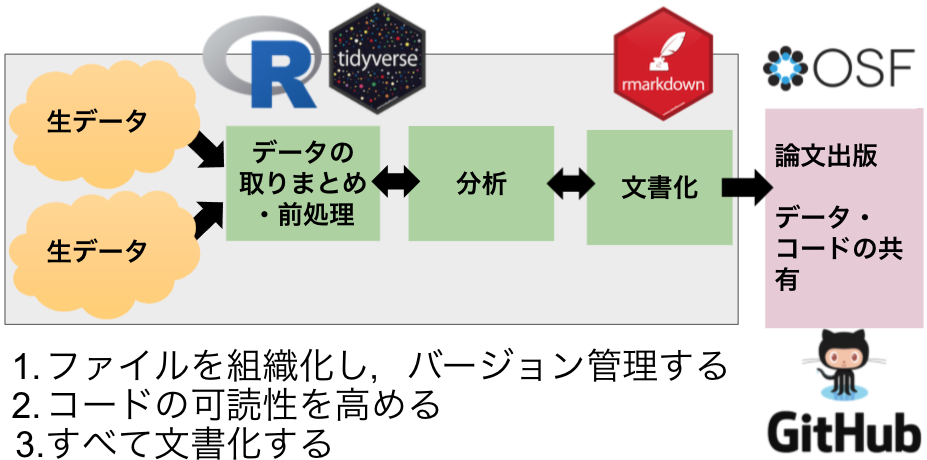 R
tidyverse
rmarkdown
OSF
生データ
生データ
データの
取りまとめ
・前処理
分析
文書化
論文出版
データ・
コードの共
有
1.ファイルを組織化し，バージョン管理する
2.コードの可読性を高める
3.すべて文書化する
GitHub